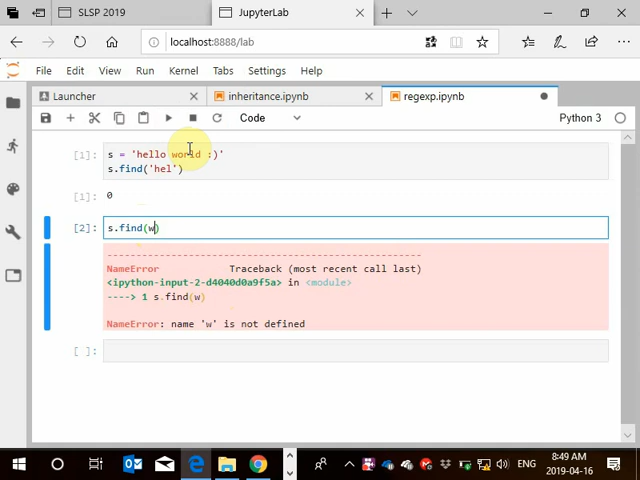 SLSP 2019
JupyterLab
localhost:8888/lab
File Edit View Run Kernel Tabs Settings Help
Launcher
inheritance.ipynb
regexp.ipynb
Code
Python 3
[1]: s = 'hello world :)'
s.find('hel')
[1]: 0
[2]: s.find(w)
---------------------------------------------------------------------------
NameError Traceback (most recent call last)
<ipython-input-2-d4040d0a9f5a> in <module>
----> 1 s.find(w)
NameError: name 'w' is not defined
[ ]:
ENG
8:49 AM
2019-04-16